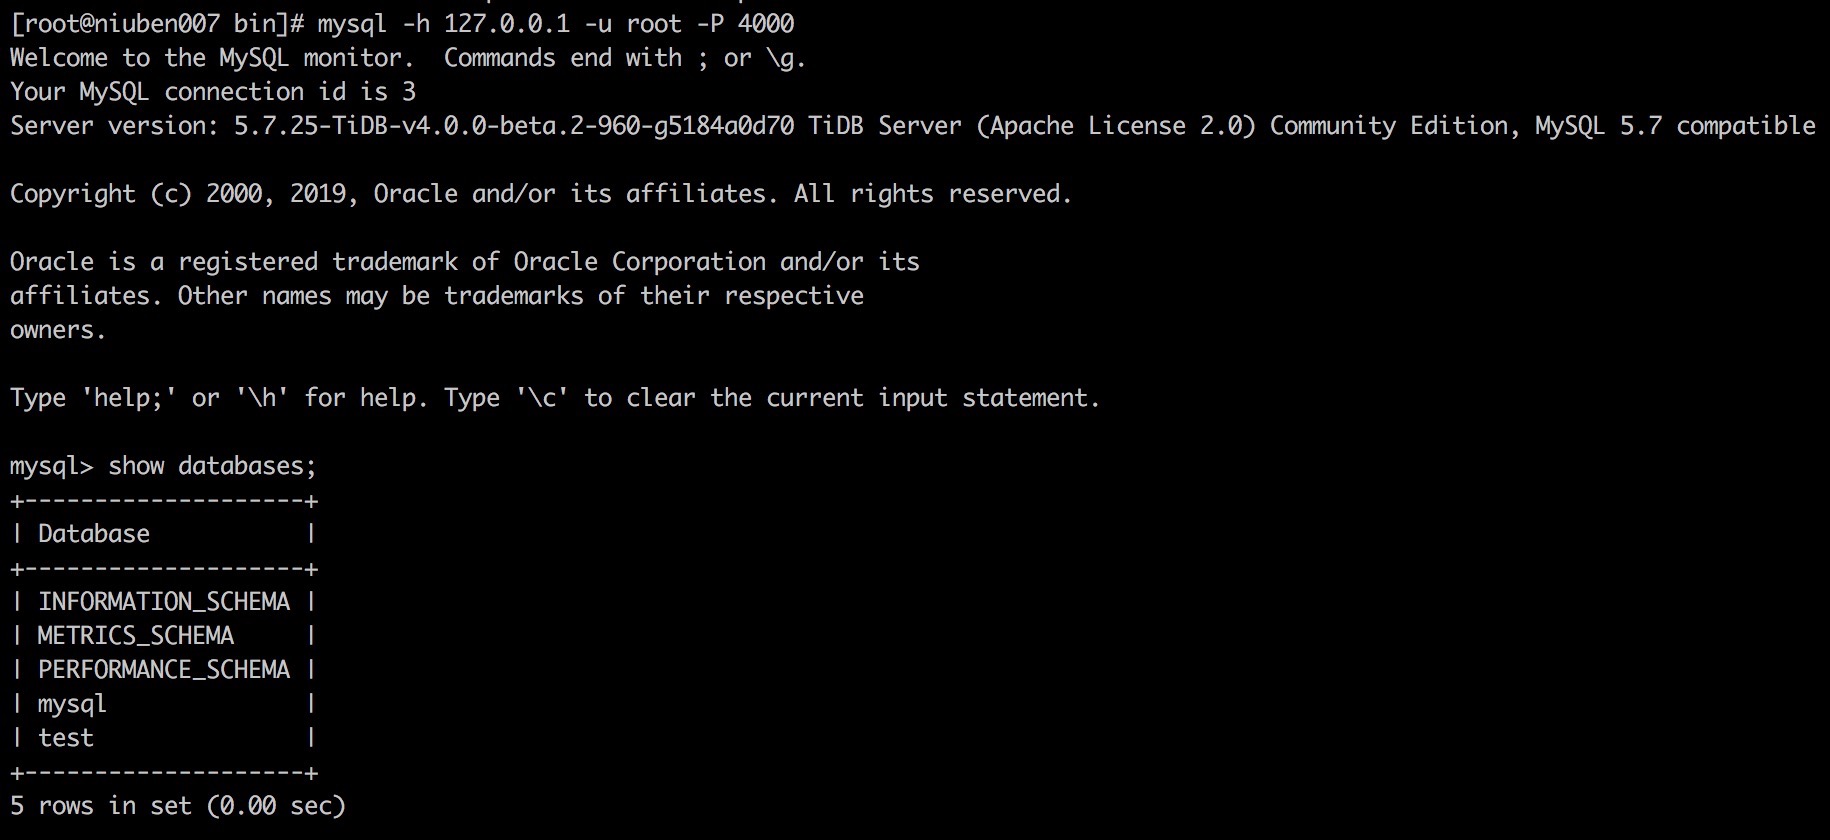 [root@niuben007 bin]# mysql -h 127.0.0.1 -u root -P 4000
Welcome to the MySQL monitor.  Commands end with ; or \g.
Your MySQL connection id is 3
Server version: 5.7.25-TiDB-v4.0.0-beta.2-960-g5184a0d70 TiDB Server (Apache License 2.0) Community Edition, MySQL 5.7 compatible
Copyright (c) 2000, 2019, Oracle and/or its affiliates. All rights reserved.
Oracle is a registered trademark of Oracle Corporation and/or its
affiliates. Other names may be trademarks of their respective
owners.
Type 'help;' or '\h' for help. Type '\c' to clear the current input statement.
mysql> show databases;
+--------------------+
| Database           |
+--------------------+
| INFORMATION_SCHEMA |
| METRICS_SCHEMA     |
| PERFORMANCE_SCHEMA |
| mysql              |
| test               |
+--------------------+
5 rows in set (0.00 sec)